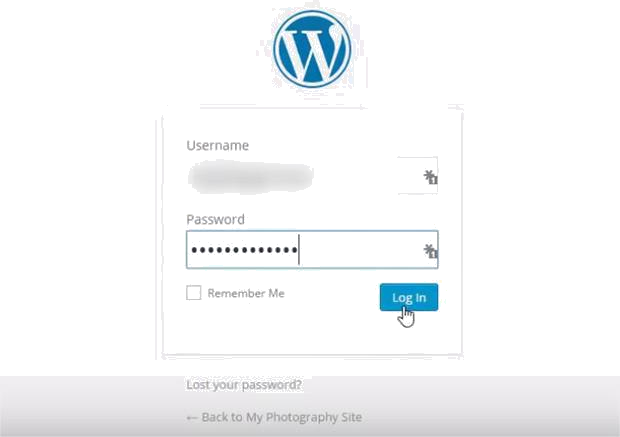 Username
Password
•••••••••••••
Remember Me
Log In
Lost your password?
← Back to My Photography Site